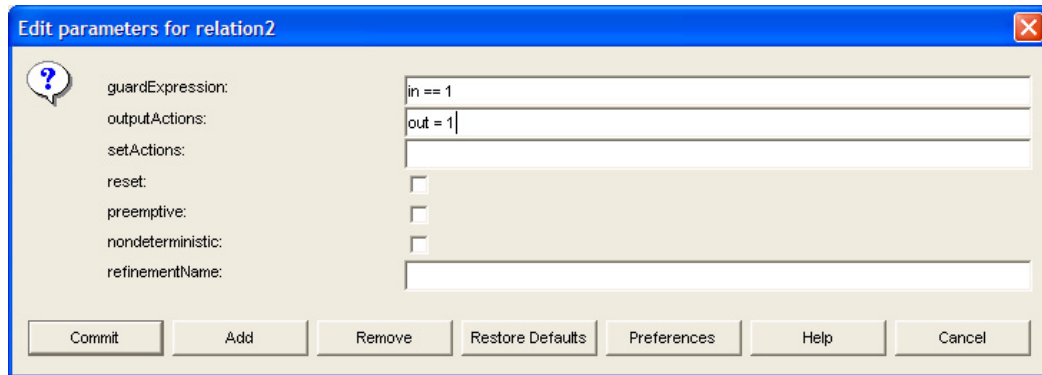 Edit parameters for relation2
?
guardExpression: in == 1
outputActions: out = 1
setActions:
reset:
preemptive:
nondeterministic:
refinementName:
Commit Add Remove Restore Defaults Preferences Help Cancel